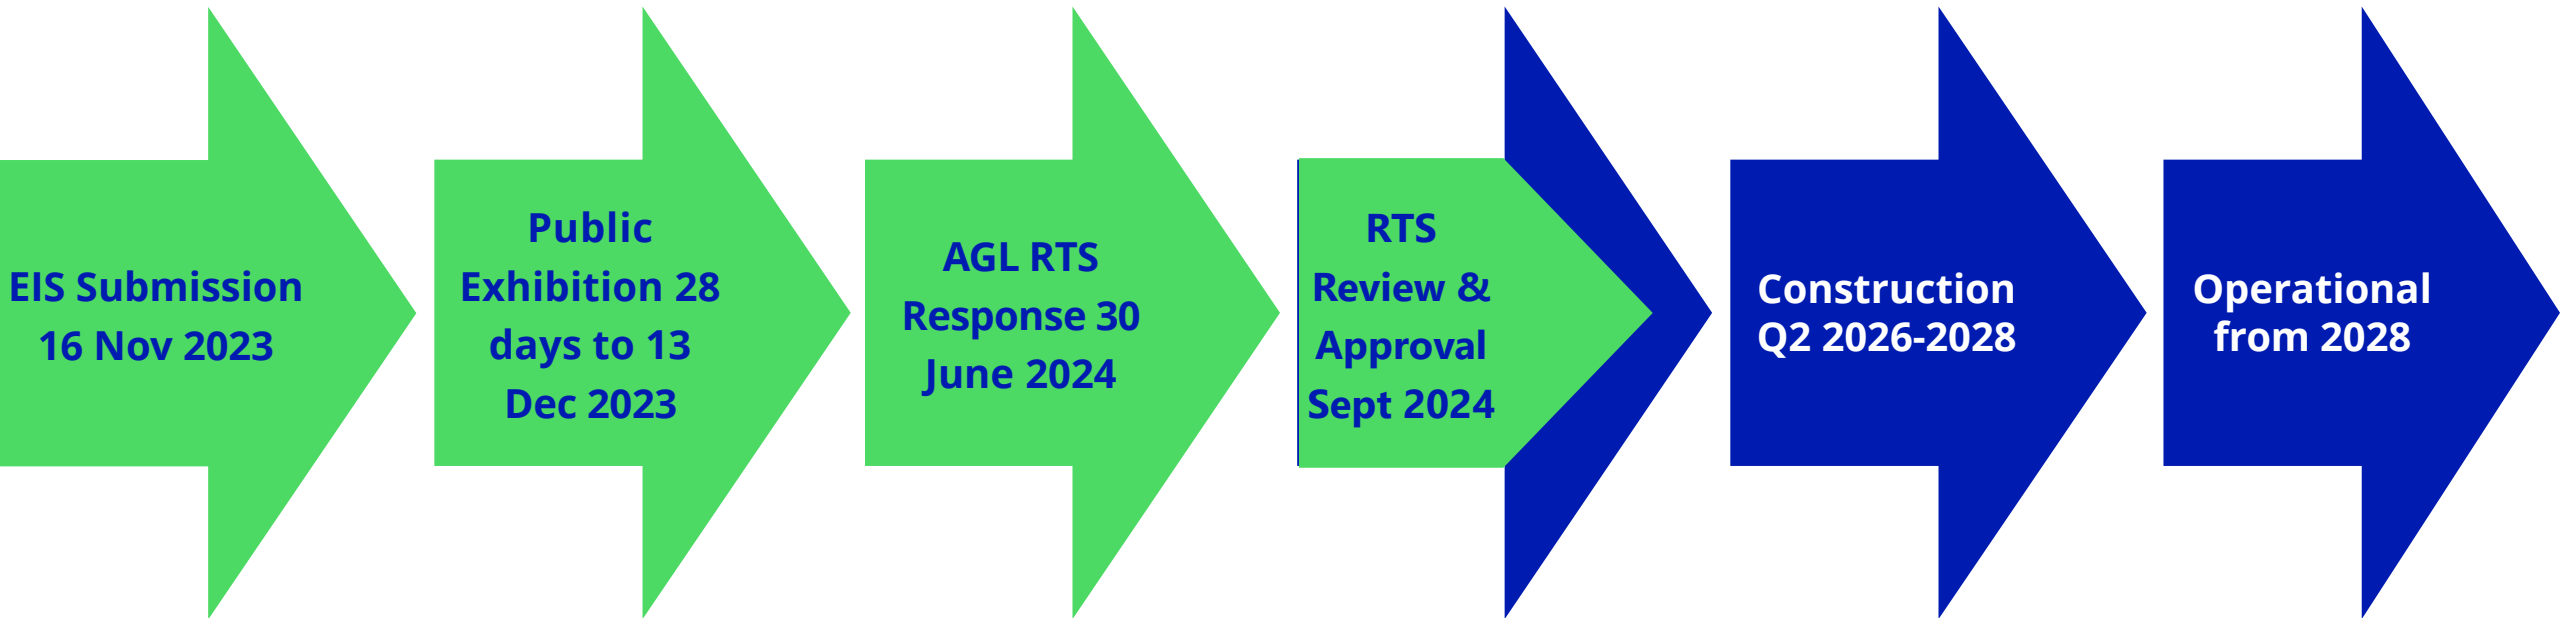 EIS Submission
16 Nov 2023
Public
Exhibition 28
days to 13
Dec 2023
AGL RTS
Response 30
June 2024
RTS
Review &
Approval
Sept 2024
Construction
Q2 2026-2028
Operational
from 2028